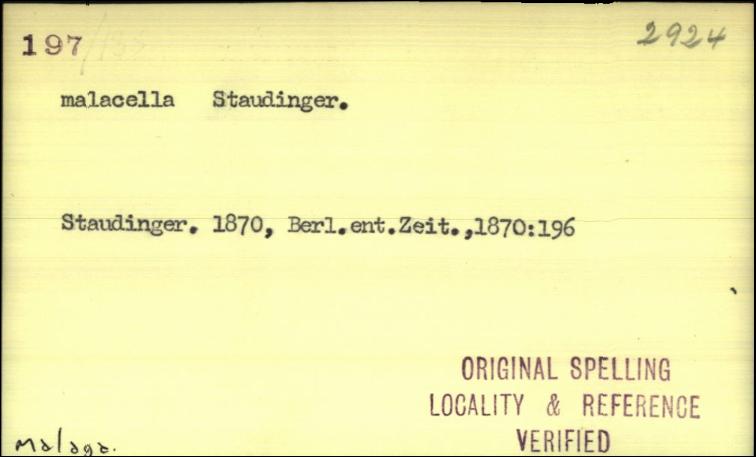 197 2924
malacella Staudinger.
Staudinger. 1870, Berl.ent.Zeit.,1870:196
ORIGINAL SPELLING
LOCALITY & REFERENCE
VERIFIED
Malaga.